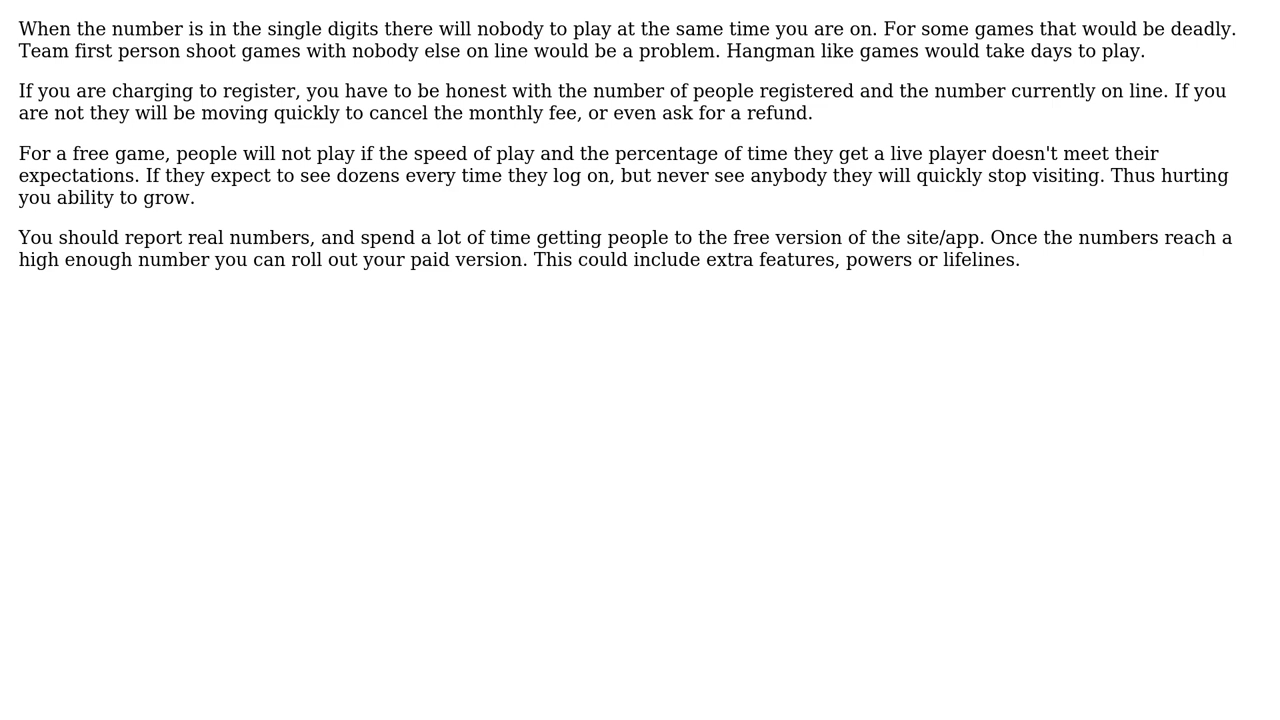 When the number is in the single digits there will nobody to play at the same time you are on. For some games that would be deadly.
Team first person shoot games with nobody else on line would be a problem. Hangman like games would take days to play.
If you are charging to register, you have to be honest with the number of people registered and the number currently on line. If you
are not they will be moving quickly to cancel the monthly fee, or even ask for a refund.
For a free game, people will not play if the speed of play and the percentage of time they get a live player doesn't meet their
expectations. If they expect to see dozens every time they log on, but never see anybody they will quickly stop visiting. Thus hurting
you ability to grow.
You should report real numbers, and spend a lot of time getting people to the free version of the site/app. Once the numbers reach a
high enough number you can roll out your paid version. This could include extra features, powers or lifelines.